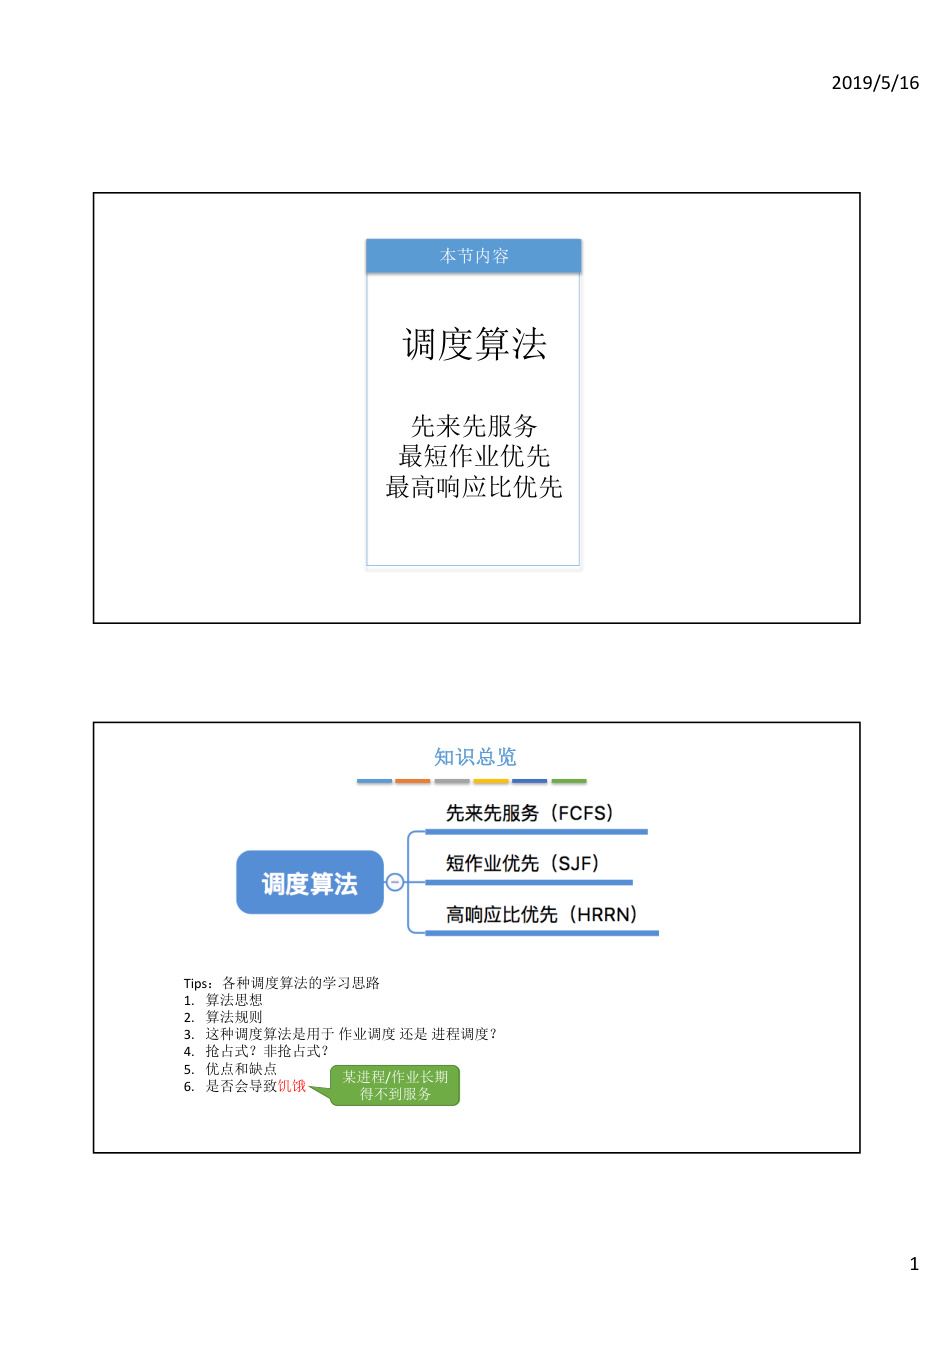 2019/5/16
本节内容
调度算法
先来先服务
最短作业优先
最高响应比优先
知识总览
先来先服务（FCFS）
短作业优先（SJF）
调度算法
高响应比优先（HRRN）
Tips：各种调度算法的学习思路
1. 算法思想
2. 算法规则
3. 这种调度算法是用于 作业调度 还是 进程调度？
4. 抢占式？非抢占式？
5. 优点和缺点
6. 是否会导致饥饿
某进程/作业长期
得不到服务
1